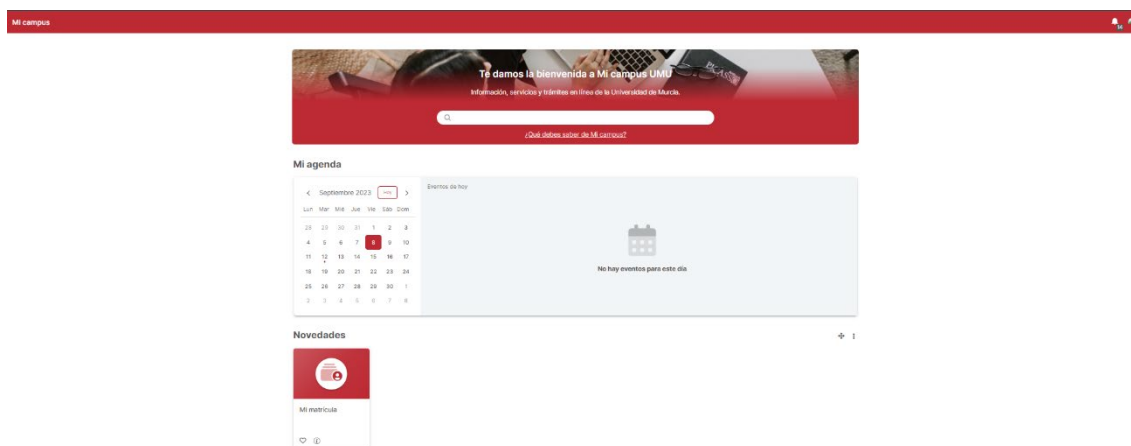 Mi campus
Te damos la bienvenida a Mi campus UMU
Información, servicios y trámites en línea de la Universidad de Murcia.
¿Qué debes saber de Mi campus?
Mi agenda
Septiembre 2023 Hoy
Lun Mar Mié Jue Vie Sáb Dom
28 29 30 31 1 2 3
4 5 6 7 8 9 10
11 12 13 14 15 16 17
18 19 20 21 22 23 24
25 26 27 28 29 30 1
2 3 4 5 6 7 8
Eventos de hoy
No hay eventos para este día
Novedades
Mi matrícula